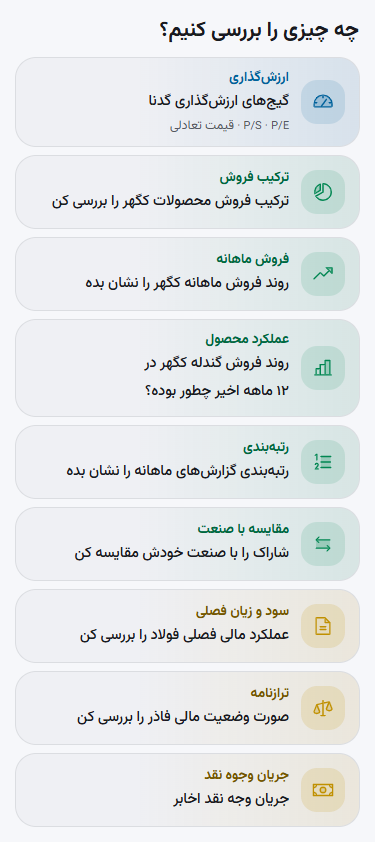 چه چیزی را بررسی کنیم؟
ارزش‌گذاری
گیج‌های ارزش‌گذاری گدنا
P/S · P/E · قیمت تعادلی
ترکیب فروش
ترکیب فروش محصولات کگهر را بررسی کن
فروش ماهانه
روند فروش ماهانه کگهر را نشان بده
عملکرد محصول
روند فروش گندله کگهر در
۱۲ ماهه اخیر چطور بوده؟
رتبه‌بندی
رتبه‌بندی گزارش‌های ماهانه را نشان بده
مقایسه با صنعت
شاراک را با صنعت خودش مقایسه کن
سود و زیان فصلی
عملکرد مالی فصلی فولاد را بررسی کن
ترازنامه
صورت وضعیت مالی فاذر را بررسی کن
جریان وجوه نقد
جریان وجه نقد اخابر